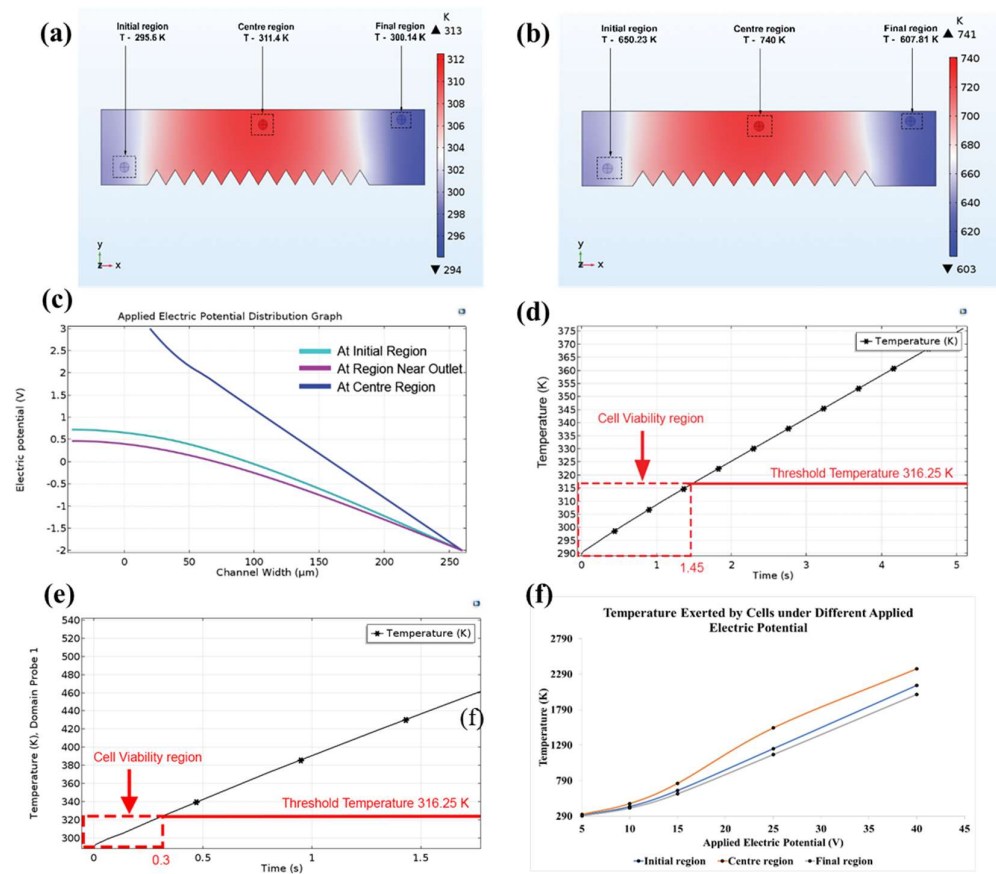 (a)
Initial region
T - 295.6 K
Centre region
T - 311.4 K
Final region
T - 300.14 K
K
▲ 313
312
310
308
306
304
302
300
298
296
▼ 294
y
z x
(b)
Initial region
T - 650.23 K
Centre region
T - 740 K
Final region
T - 607.81 K
K
▲ 741
740
720
700
680
660
640
620
▼ 603
y
z x
(c)
Applied Electric Potential Distribution Graph
At Initial Region
At Region Near Outlet
At Centre Region
Electric potential (V)
3
2.5
2
1.5
1
0.5
0
-0.5
-1
-1.5
-2
0 50 100 150 200 250
Channel Width (µm)
(d)
Temperature (K)
Cell Viability region
Threshold Temperature 316.25 K
Temperature (K)
375
370
365
360
355
350
345
340
335
330
325
320
315
310
305
300
295
290
0 1 2 3 4 5
1.45
Time (s)
(e)
Temperature (K)
(f)
Cell Viability region
Threshold Temperature 316.25 K
Temperature (K), Domain Probe 1
540
520
500
480
460
440
420
400
380
360
340
320
300
0 0.5 1 1.5
0.3
Time (s)
(f)
Temperature Exerted by Cells under Different Applied
Electric Potential
Temperature (K)
2790
2290
1790
1290
790
290
5 10 15 20 25 30 35 40 45
Applied Electric Potential (V)
Initial region Centre region Final region